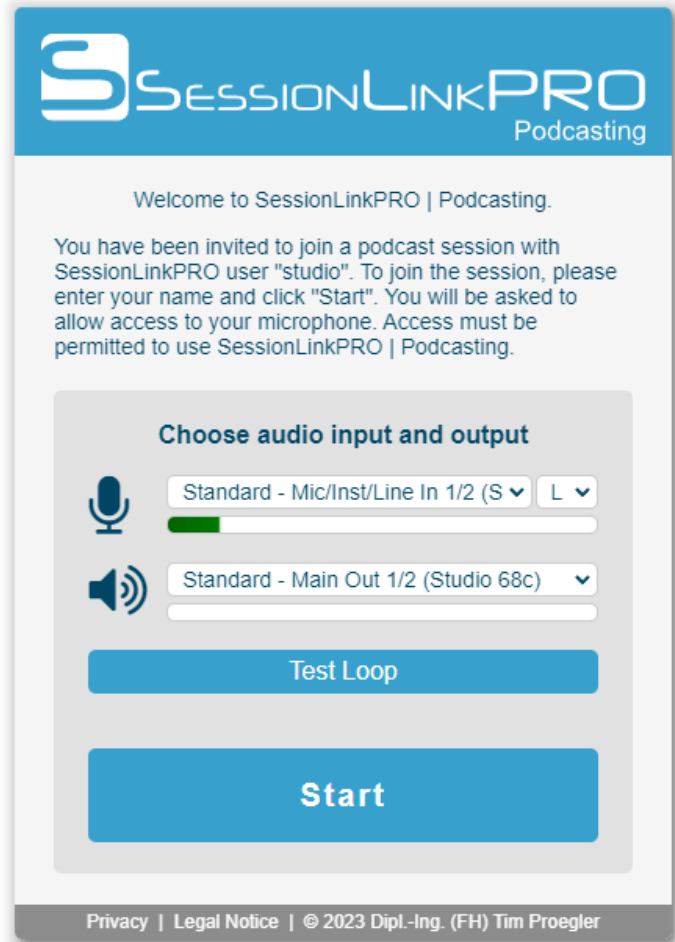 SESSIONLINKPRO
Podcasting
Welcome to SessionLinkPRO | Podcasting.
You have been invited to join a podcast session with
SessionLinkPRO user "studio". To join the session, please
enter your name and click "Start". You will be asked to
allow access to your microphone. Access must be
permitted to use SessionLinkPRO | Podcasting.
Choose audio input and output
Standard - Mic/Inst/Line In 1/2 (S L
Standard - Main Out 1/2 (Studio 68c)
Test Loop
Start
Privacy | Legal Notice | © 2023 Dipl.-Ing. (FH) Tim Proegler